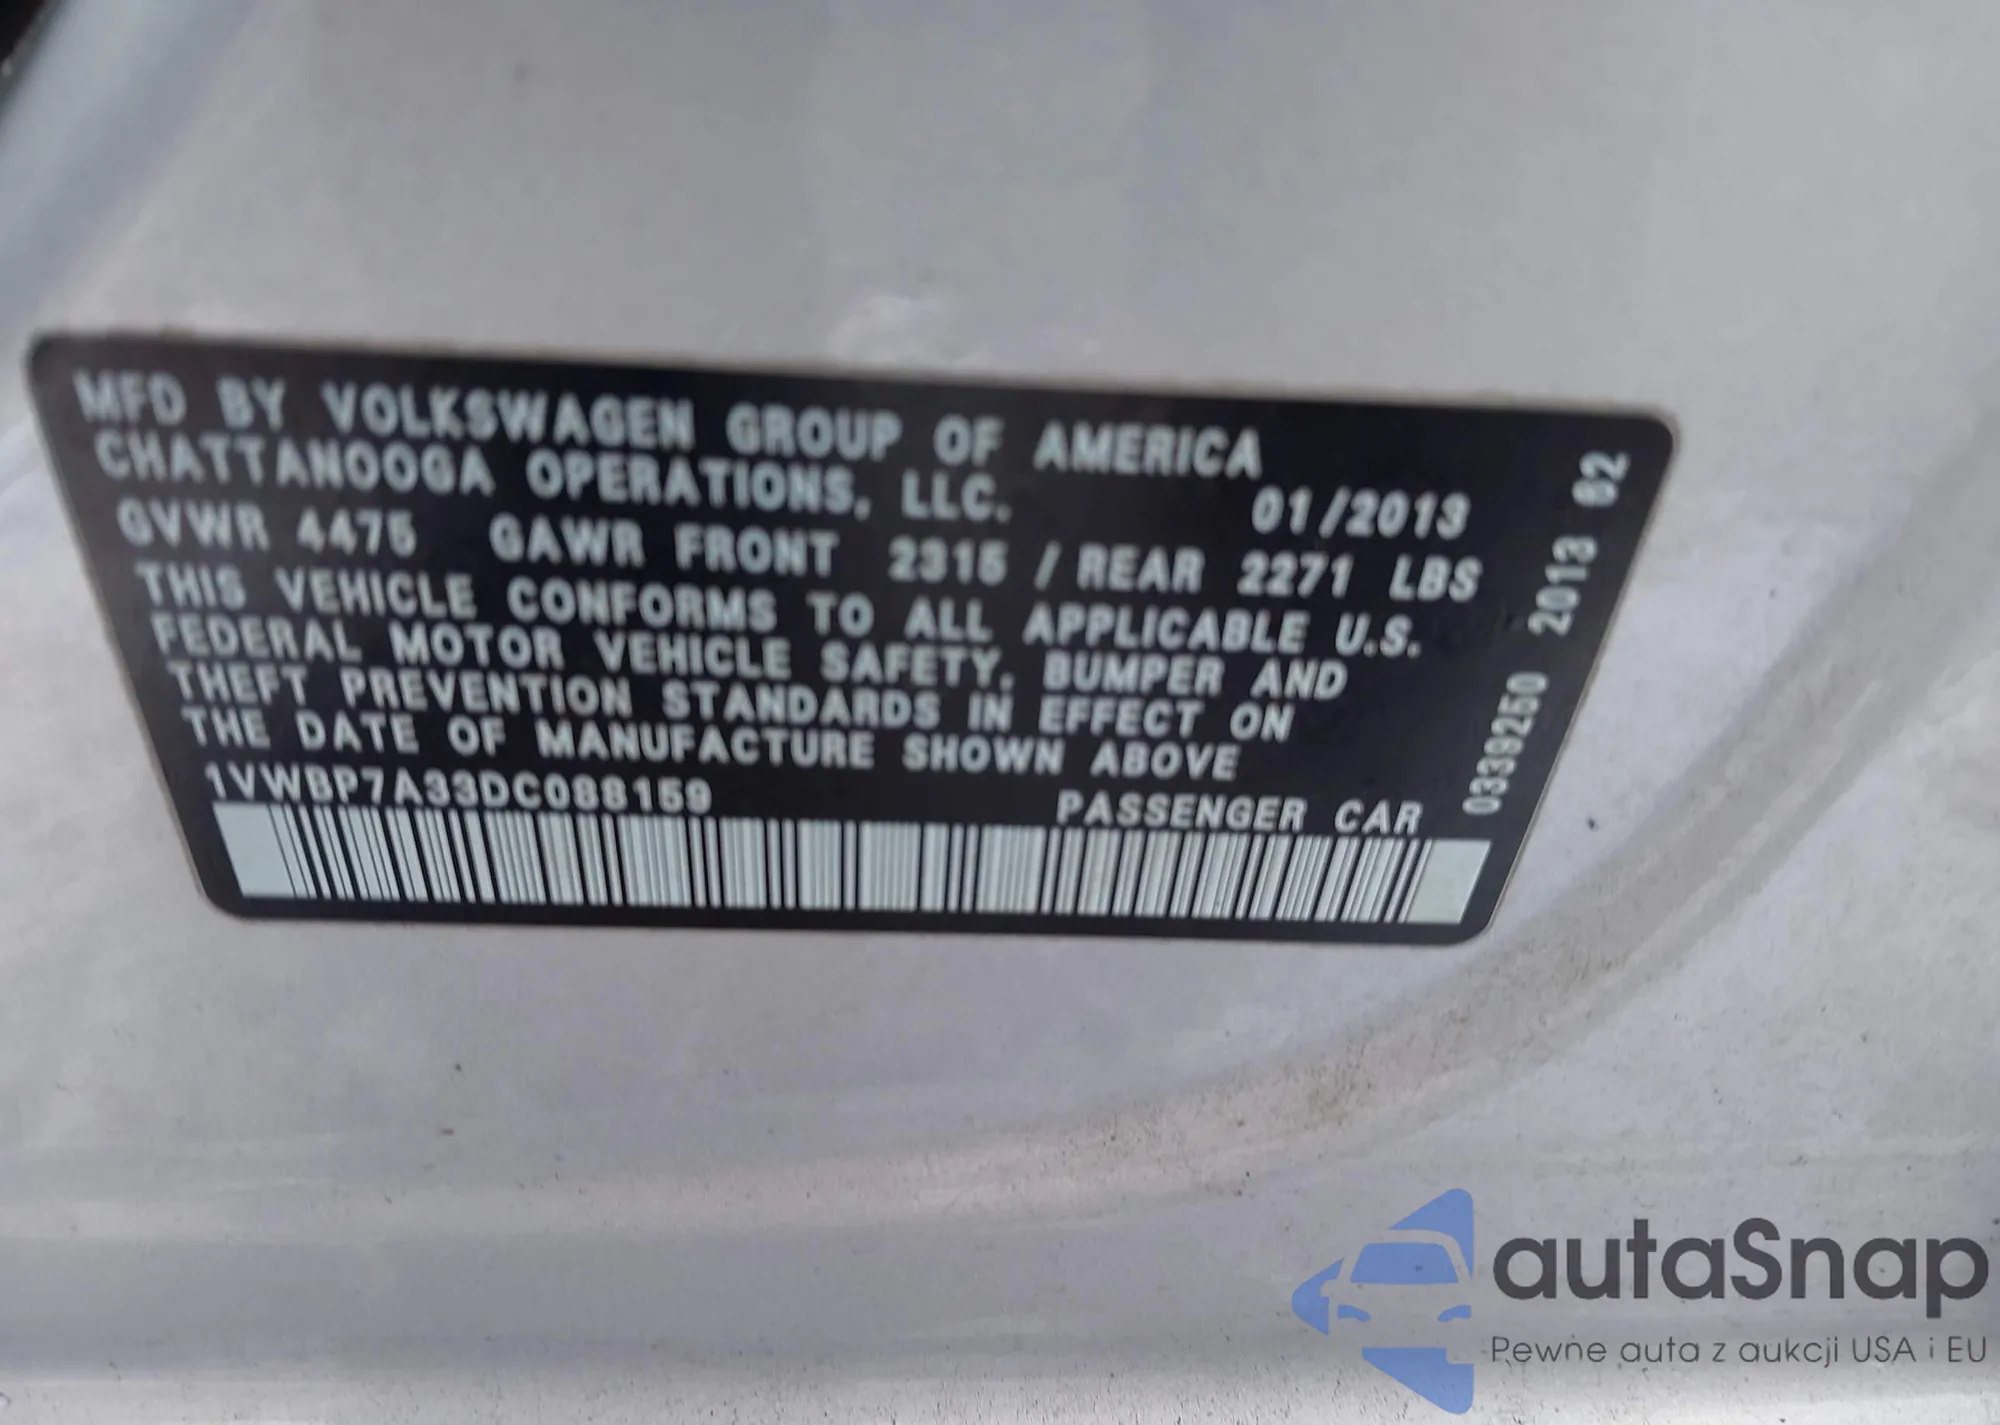 MFD BY VOLKSWAGEN GROUP OF AMERICA
CHATTANOOGA OPERATIONS, LLC.
01/2013
GVWR 4475 GAWR FRONT 2315 / REAR 2271 LBS
THIS VEHICLE CONFORMS TO ALL APPLICABLE U.S.
FEDERAL MOTOR VEHICLE SAFETY, BUMPER AND
THEFT PREVENTION STANDARDS IN EFFECT ON
THE DATE OF MANUFACTURE SHOWN ABOVE
1VWBP7A33DC088159
PASSENGER CAR
0339250 2013 62
autaSnap
Pewne auta z aukcji USA i EU